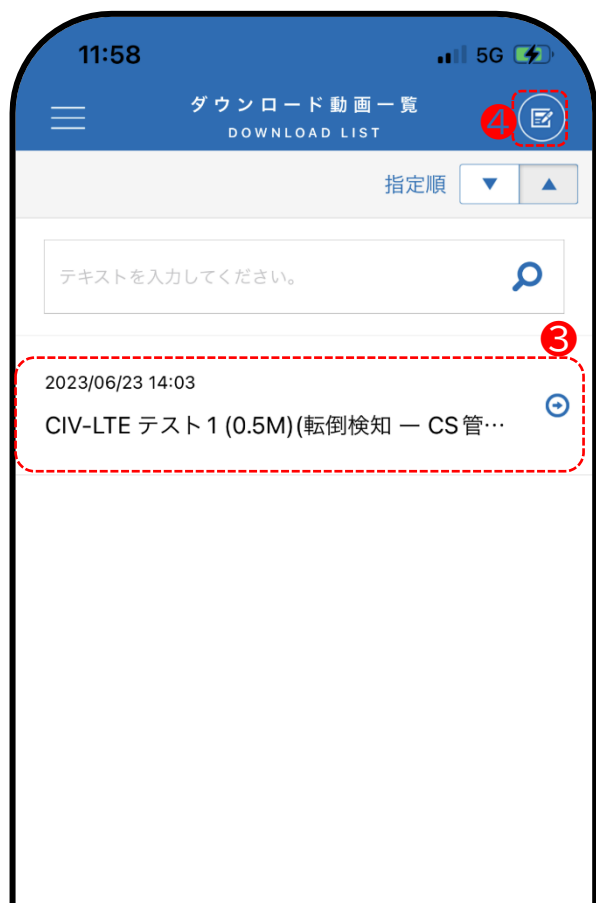 11:58 5G
ダウンロード動画一覧
DOWNLOAD LIST
4
指定順 ▼ ▲
テキストを入力してください。
3
2023/06/23 14:03
CIV-LTE テスト1 (0.5M)(転倒検知 ー CS管…